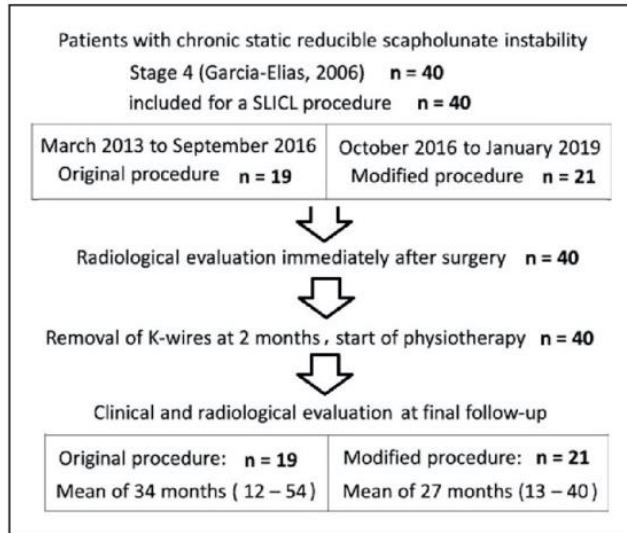 Patients with chronic static reducible scapholunate instability
Stage 4 (Garcia-Elias, 2006) n = 40
included for a SLICL procedure n = 40
March 2013 to September 2016
Original procedure n = 19
October 2016 to January 2019
Modified procedure n = 21
Radiological evaluation immediately after surgery n = 40
Removal of K-wires at 2 months, start of physiotherapy n = 40
Clinical and radiological evaluation at final follow-up
Original procedure: n = 19
Mean of 34 months ( 12 – 54)
Modified procedure: n = 21
Mean of 27 months (13 – 40)